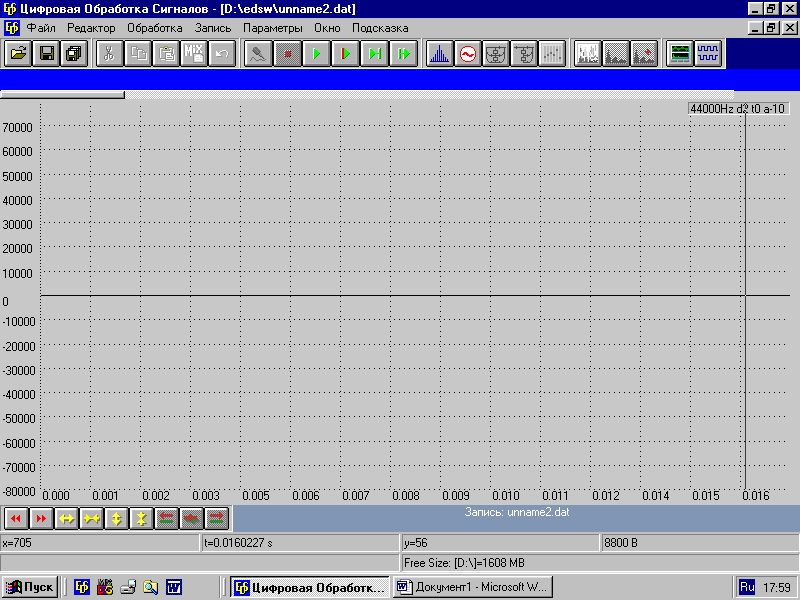 Цифровая Обработка Сигналов - [D:\edsw\unname2.dat]
Файл Редактор Обработка Запись Параметры Окно Подсказка
MiX
44000Hz d2 t0 a-10
70000
60000
50000
40000
30000
20000
10000
0
-10000
-20000
-30000
-40000
-50000
-60000
-70000
-80000
0.000 0.001 0.002 0.003 0.005 0.006 0.007 0.008 0.009 0.010 0.011 0.012 0.014 0.015 0.016
Запись: unname2.dat
x=705 t=0.0160227 s y=56 8800 B
Free Size: [D:\]=1608 MB
Пуск Цифровая Обработк... Документ1 - Microsoft W... Ru 17:59